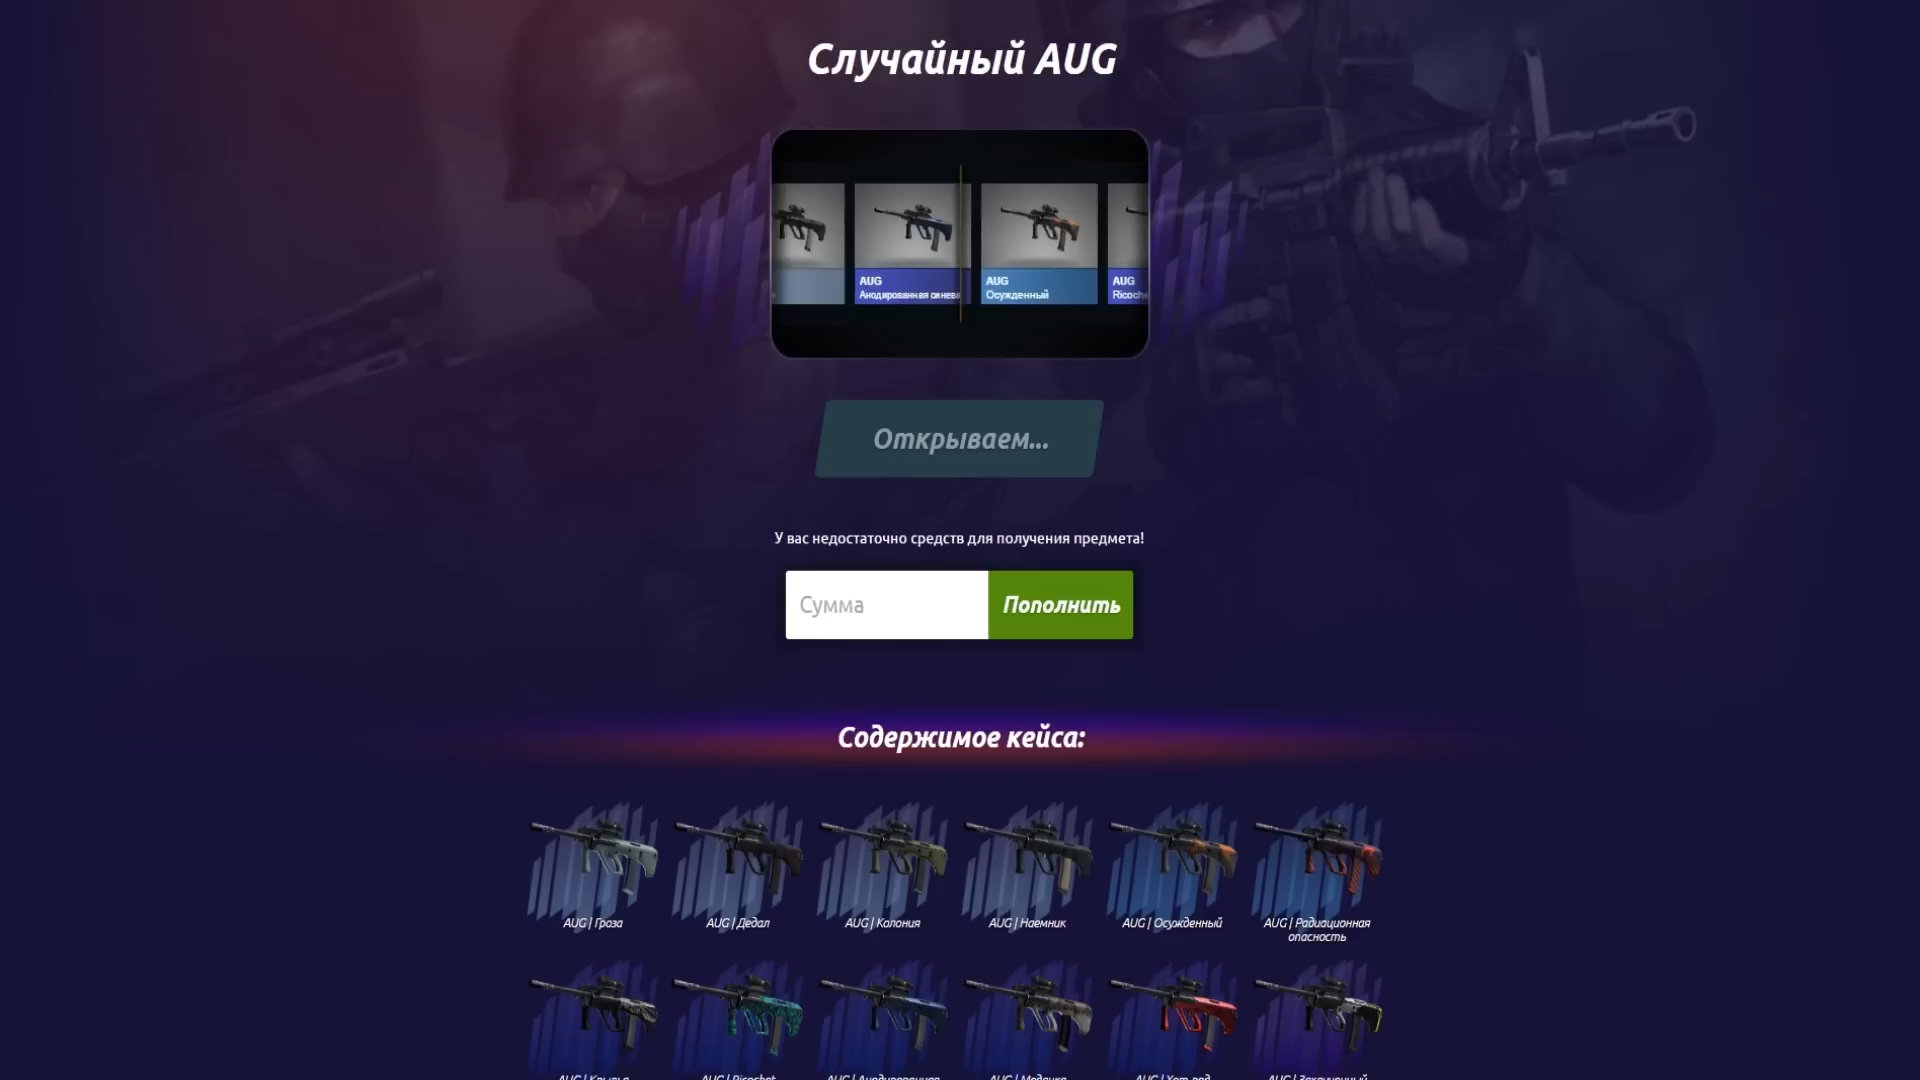 Случайный AUG
AUG
Анодированная синева
AUG
Осужденный
AUG
Открываем...
У вас недостаточно средств для получения предмета!
Сумма
Пополнить
Содержимое кейса:
AUG | Гроза
AUG | Дедал
AUG | Колония
AUG | Наемник
AUG | Осужденный
AUG | Радиационная
опасность